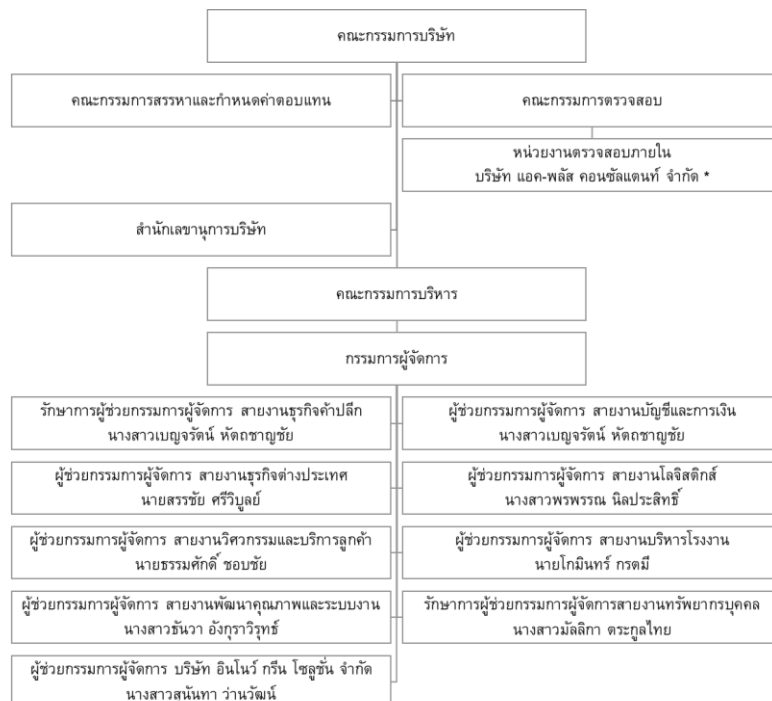 คณะกรรมการบริษัท
คณะกรรมการสรรหาและกำหนดค่าตอบแทน
คณะกรรมการตรวจสอบ
หน่วยงานตรวจสอบภายใน
บริษัท แอค-พลัส คอนซัลแตนท์ จำกัด *
สำนักเลขานุการบริษัท
คณะกรรมการบริหาร
กรรมการผู้จัดการ
รักษาการผู้ช่วยกรรมการผู้จัดการ สายงานธุรกิจค้าปลีก
นางสาวเบญจรัตน์ หัตถชาญชัย
ผู้ช่วยกรรมการผู้จัดการ สายงานบัญชีและการเงิน
นางสาวเบญจรัตน์ หัตถชาญชัย
ผู้ช่วยกรรมการผู้จัดการ สายงานธุรกิจต่างประเทศ
นายสรรชัย ศรีวิบูลย์
ผู้ช่วยกรรมการผู้จัดการ สายงานโลจิสติกส์
นางสาวพรพรรณ นิลประสิทธิ์
ผู้ช่วยกรรมการผู้จัดการ สายงานวิศวกรรมและบริการลูกค้า
นายธรรมศักดิ์ ชอบชัย
ผู้ช่วยกรรมการผู้จัดการ สายงานบริหารโรงงาน
นายโกมินทร์ กรตมี
ผู้ช่วยกรรมการผู้จัดการ สายงานพัฒนาคุณภาพและระบบงาน
นางสาวธันวา อังกุราวิรุทธ์
รักษาการผู้ช่วยกรรมการผู้จัดการสายงานทรัพยากรบุคคล
นางสาวมัลลิกา ตระกูลไทย
ผู้ช่วยกรรมการผู้จัดการ บริษัท อินโนว์ กรีน โซลูชั่น จำกัด
นางสาวสุนันทา ว่านวัฒน์